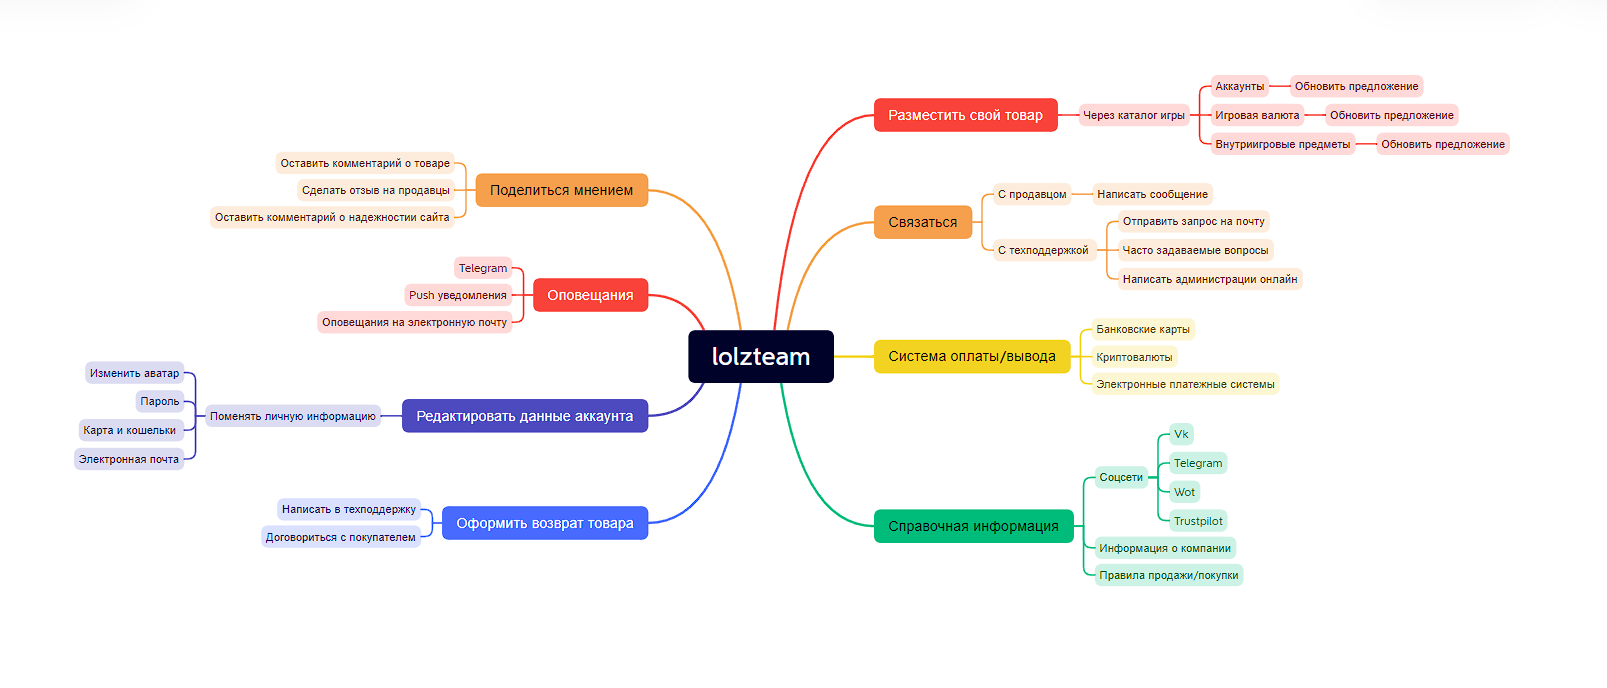 lolzteam
Разместить свой товар
Через каталог игры
Аккаунты
Обновить предложение
Игровая валюта
Обновить предложение
Внутриигровые предметы
Обновить предложение
Связаться
С продавцом
Написать сообщение
С техподдержкой
Отправить запрос на почту
Часто задаваемые вопросы
Написать администрации онлайн
Система оплаты/вывода
Банковские карты
Криптовалюты
Электронные платежные системы
Справочная информация
Соцсети
Vk
Telegram
Wot
Trustpilot
Информация о компании
Правила продажи/покупки
Поделиться мнением
Оставить комментарий о товаре
Сделать отзыв на продавцы
Оставить комментарий о надежностии сайта
Оповещания
Telegram
Push уведомления
Оповещания на электронную почту
Редактировать данные аккаунта
Поменять личную информацию
Изменить аватар
Пароль
Карта и кошельки
Электронная почта
Оформить возврат товара
Написать в техподдержку
Договориться с покупателем